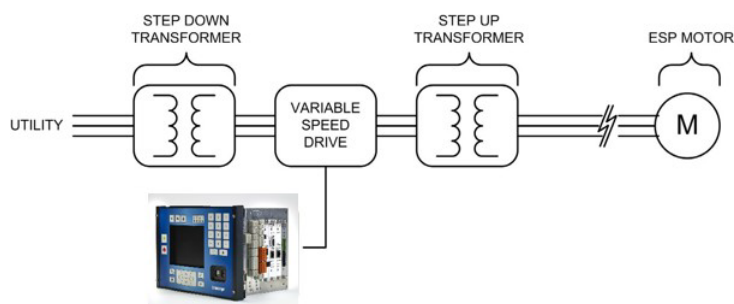 STEP DOWN
TRANSFORMER
STEP UP
TRANSFORMER
ESP MOTOR
UTILITY
VARIABLE
SPEED
DRIVE
M